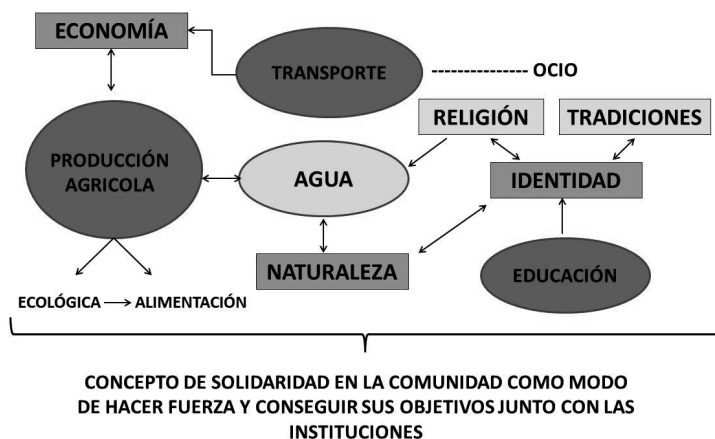 ECONOMÍA
TRANSPORTE
OCIO
RELIGIÓN
TRADICIONES
PRODUCCIÓN
AGRICOLA
AGUA
IDENTIDAD
NATURALEZA
EDUCACIÓN
ECOLÓGICA
ALIMENTACIÓN
CONCEPTO DE SOLIDARIDAD EN LA COMUNIDAD COMO MODO
DE HACER FUERZA Y CONSEGUIR SUS OBJETIVOS JUNTO CON LAS
INSTITUCIONES